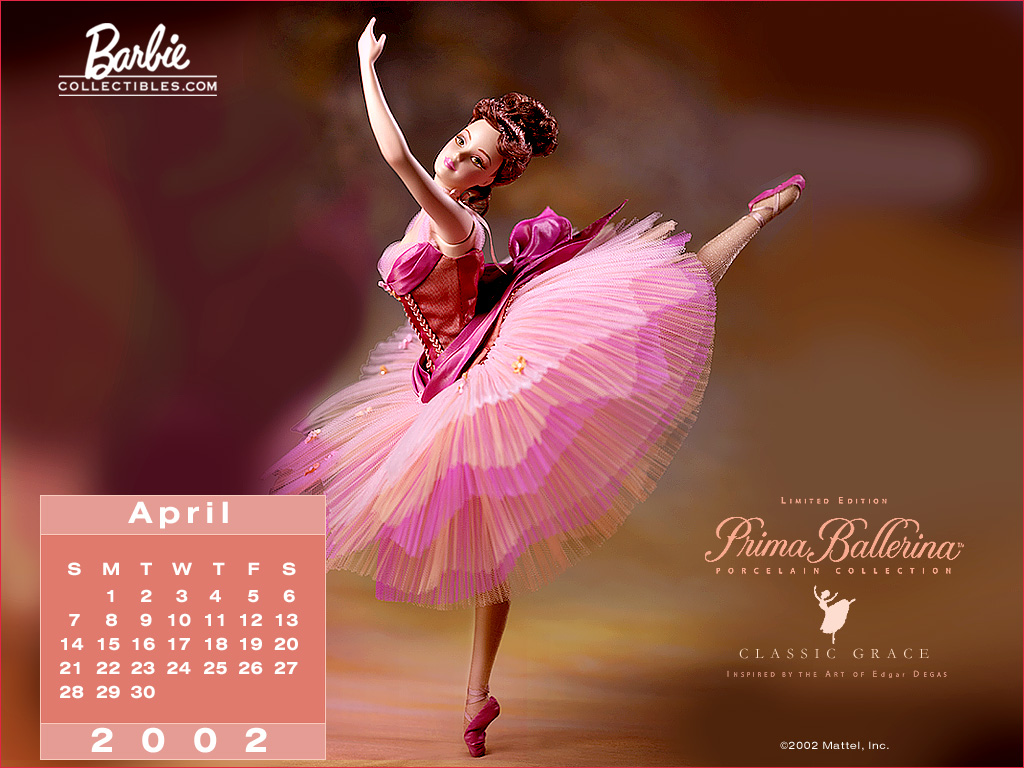 Barbie
COLLECTIBLES.COM
April
S M T W T F S
1 2 3 4 5 6
7 8 9 10 11 12 13
14 15 16 17 18 19 20
21 22 23 24 25 26 27
28 29 30
2002
LIMITED EDITION
Prima Ballerina™
PORCELAIN COLLECTION
CLASSIC GRACE
INSPIRED BY THE ART OF Edgar DEGAS
©2002 Mattel, Inc.